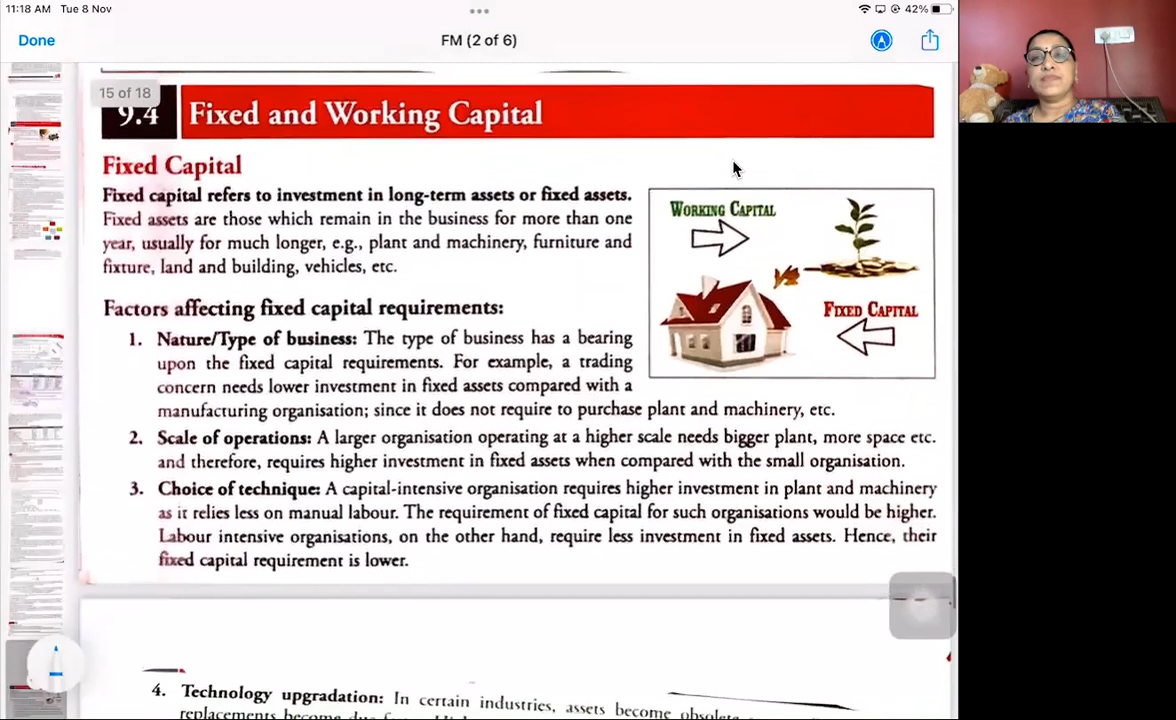 11:18 AM Tue 8 Nov
42%
Done
FM (2 of 6)
15 of 18
9.4 Fixed and Working Capital
Fixed Capital
Fixed capital refers to investment in long-term assets or fixed assets.
Fixed assets are those which remain in the business for more than one
year, usually for much longer, e.g., plant and machinery, furniture and
fixture, land and building, vehicles, etc.
WORKING CAPITAL
VS
FIXED CAPITAL
Factors affecting fixed capital requirements:
1. Nature/Type of business: The type of business has a bearing
upon the fixed capital requirements. For example, a trading
concern needs lower investment in fixed assets compared with a
manufacturing organisation; since it does not require to purchase plant and machinery, etc.
2. Scale of operations: A larger organisation operating at a higher scale needs bigger plant, more space etc.
and therefore, requires higher investment in fixed assets when compared with the small organisation.
3. Choice of technique: A capital-intensive organisation requires higher investment in plant and machinery
as it relies less on manual labour. The requirement of fixed capital for such organisations would be higher.
Labour intensive organisations, on the other hand, require less investment in fixed assets. Hence, their
fixed capital requirement is lower.
4. Technology upgradation: In certain industries, assets become obsolete
replacements become due